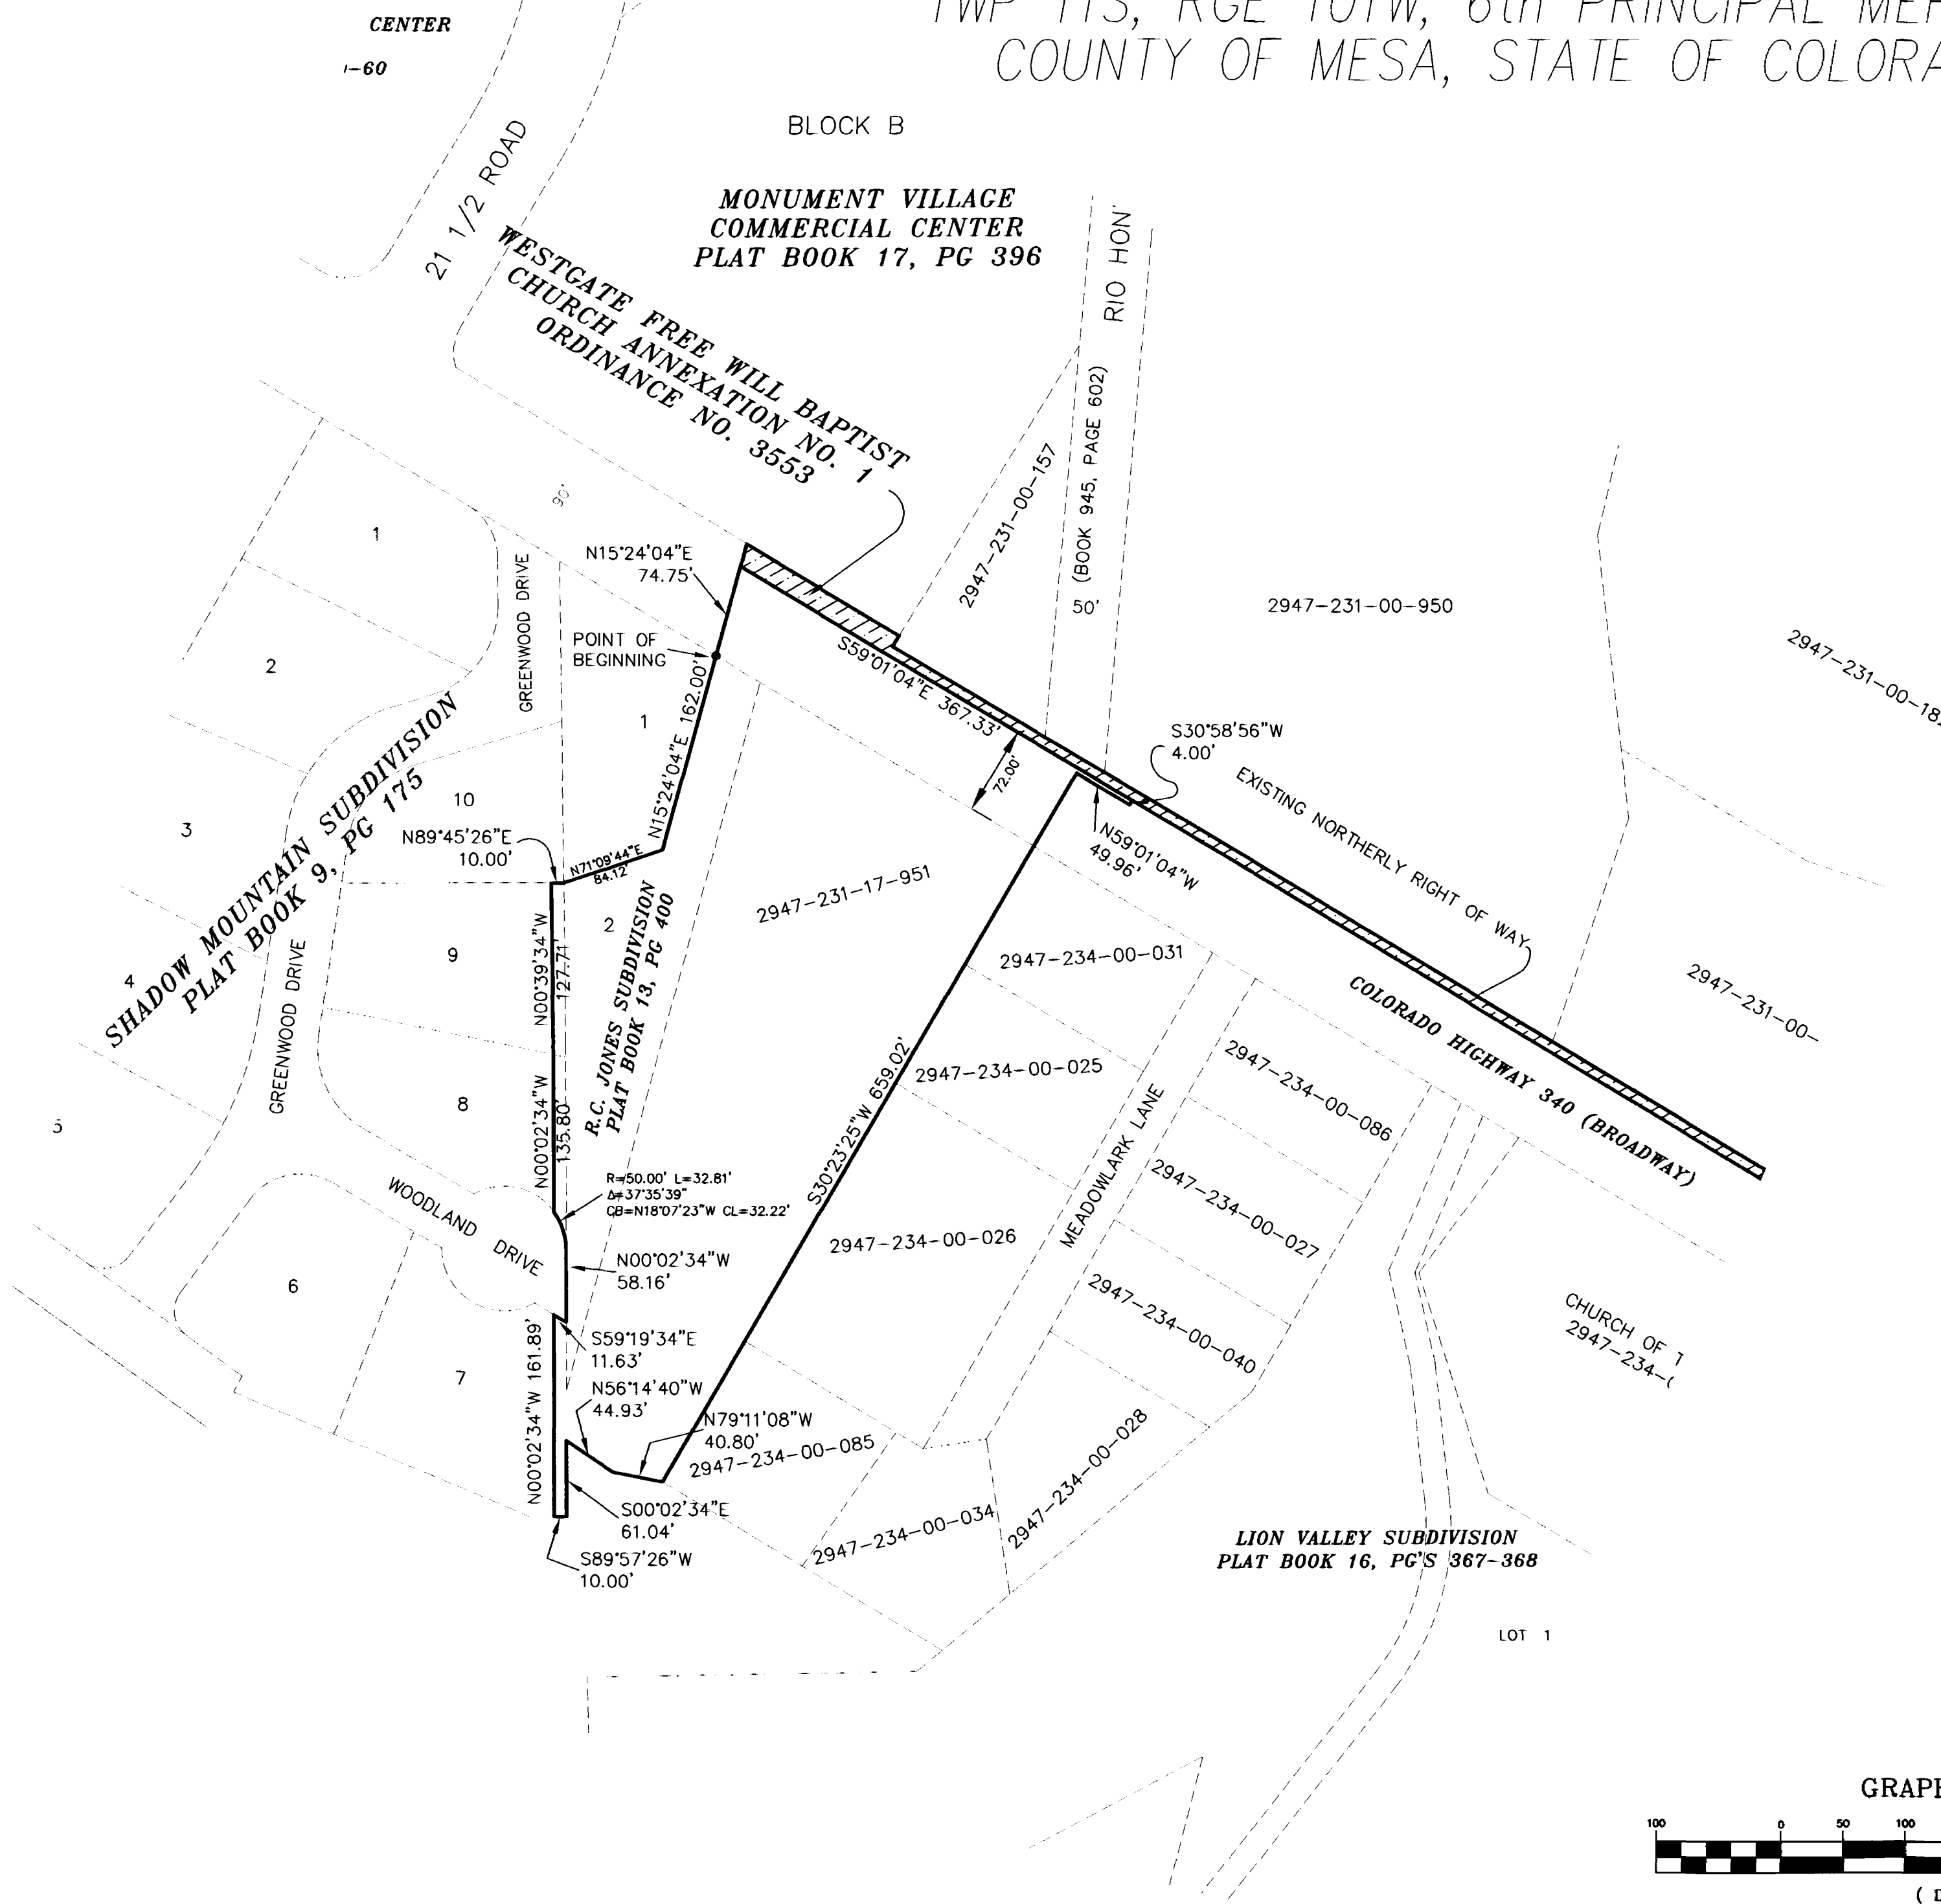 TWP 11S, RGE 101W, 6th PRINCIPAL
COUNTY OF MESA, STATE OF
CENTER
BLOCK B
21 1/2 ROAD
MONUMENT VILLAGE
COMMERCIAL CENTER
PLAT BOOK 17, PG 396
WESTGATE FREE WILL BAPTIST
CHURCH ANNEXATION NO. 1
ORDINANCE NO. 3553
RIO HON'
(BOOK 945, PAGE 602)
50'
2947-231-00-157
2947-231-00-950
90'
1
2
3
4
5
GREENWOOD DRIVE
N15°24'04"E
74.75'
POINT OF
BEGINNING
1
N15°24'04"E 162.00'
S59°01'04"E 367.33'
72.00'
S30°58'56"W
4.00'
N59°01'04"W
49.96'
EXISTING NORTHERLY RIGHT OF WAY
COLORADO HIGHWAY 340 (BROADWAY)
2947-231-00-
SHADOW MOUNTAIN SUBDIVISION
PLAT BOOK 9, PG 175
10
N89°45'26"E
10.00'
N71°09'44"E
84.12'
2
2947-231-17-951
R.C. JONES SUBDIVISION
PLAT BOOK 13, PG 400
9
N00°39'34"W
127.71'
GREENWOOD DRIVE
8
N00°02'34"W
135.80'
2947-234-00-031
2947-234-00-025
2947-234-00-026
S30°23'25"W 659.02'
MEADOWLARK LANE
2947-234-00-086
2947-234-00-027
2947-234-00-040
2947-234-00-028
R=50.00' L=32.81'
Δ=37°35'39"
CB=N18°07'23"W CL=32.22'
WOODLAND DRIVE
N00°02'34"W
58.16'
6
S59°19'34"E
11.63'
7
N00°02'34"W 161.89'
N56°14'40"W
44.93'
N79°11'08"W
40.80'
2947-234-00-085
S00°02'34"E
61.04'
S89°57'26"W
10.00'
2947-234-00-034
CHURCH OF
2947-234-
LION VALLEY SUBDIVISION
PLAT BOOK 16, PG'S 367-368
LOT 1
100 0 50 100